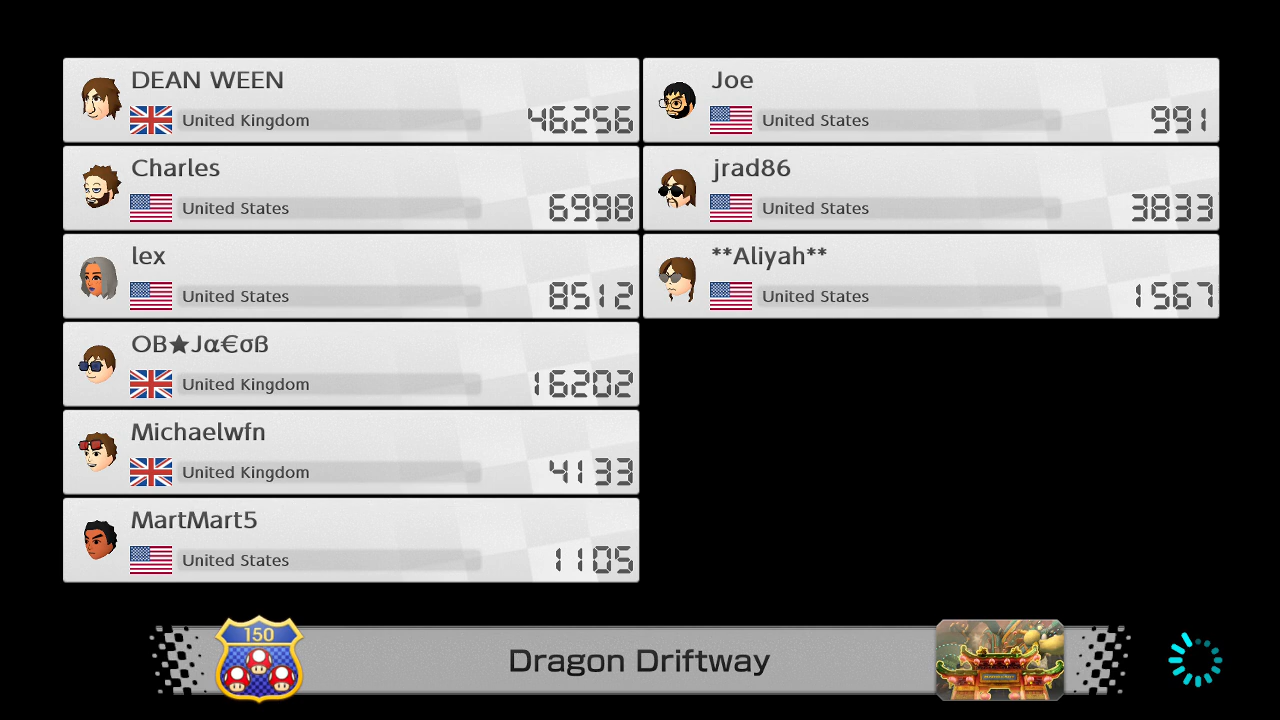 DEAN WEEN
United Kingdom
46256
Charles
United States
6998
lex
United States
8512
OB★Jα€σß
United Kingdom
16202
Michaelwfn
United Kingdom
4133
MartMart5
United States
1105
Joe
United States
991
jrad86
United States
3833
**Aliyah**
United States
1567
150
Dragon Driftway